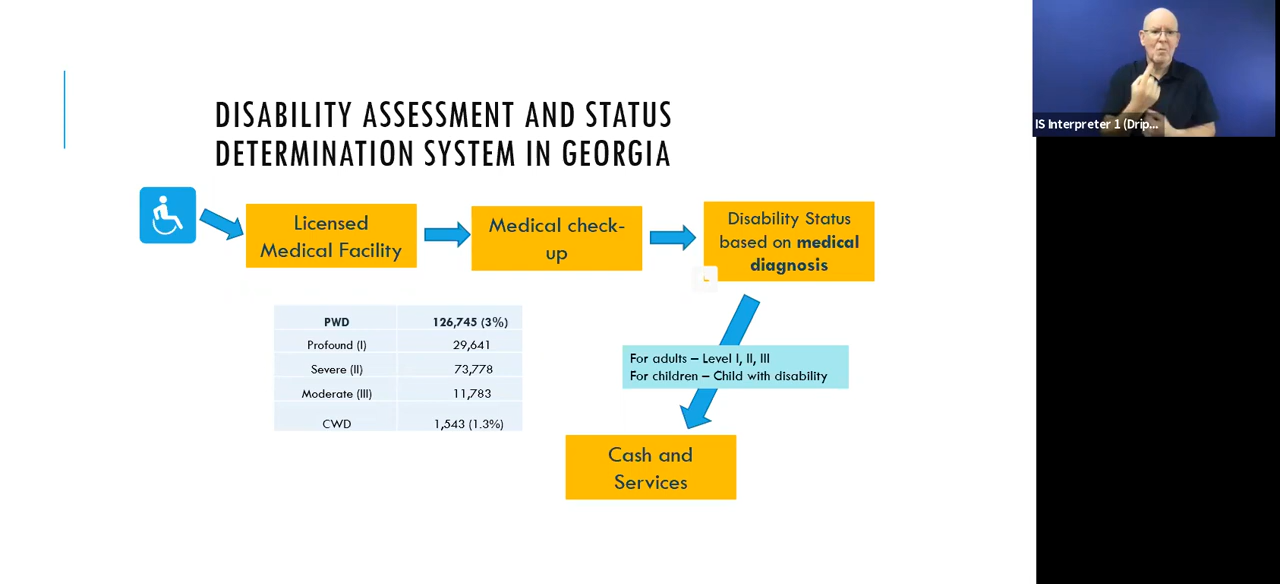 DISABILITY ASSESSMENT AND STATUS
DETERMINATION SYSTEM IN GEORGIA
Licensed
Medical Facility
Medical check-
up
Disability Status
based on medical
diagnosis
PWD 126,745 (3%)
Profound (I) 29,641
Severe (II) 73,778
Moderate (III) 11,783
CWD 1,543 (1.3%)
For adults – Level I, II, III
For children – Child with disability
Cash and
Services
IS Interpreter 1 (Drip...